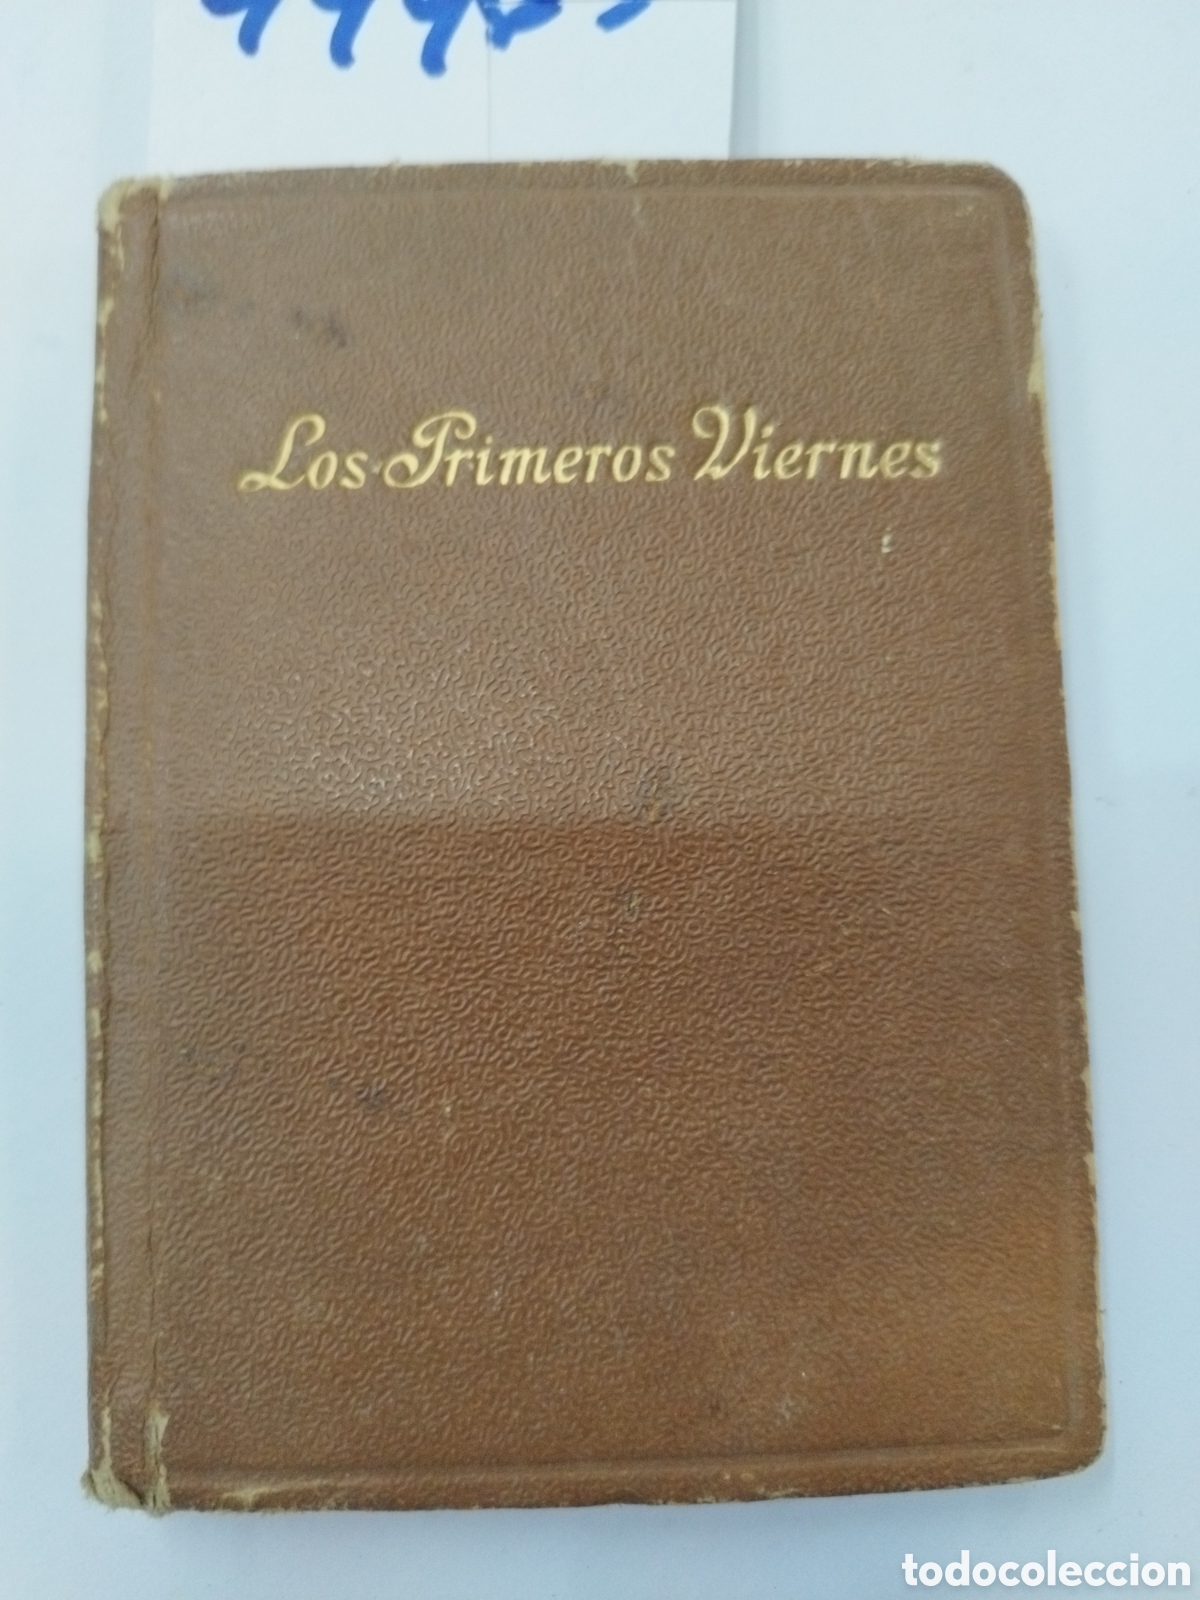 Los Primeros Viernes
todocoleccion